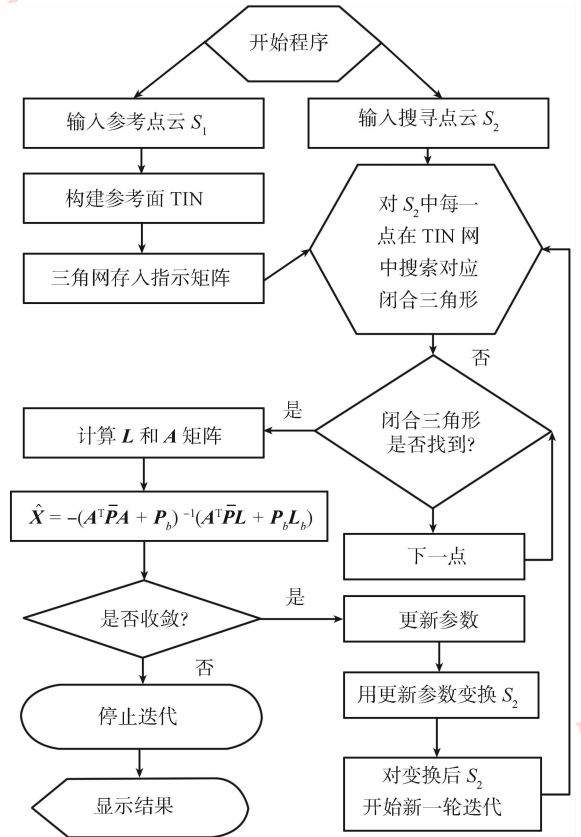 开始程序
输入参考点云 S₁
输入搜寻点云 S₂
构建参考面 TIN
三角网存入指示矩阵
对 S₂中每一
点在 TIN 网
中搜索对应
闭合三角形
否
闭合三角形
是否找到?
是
计算 L 和 A 矩阵
X̂ = -(AᵀP̄A + P_b)⁻¹(AᵀP̄L + P_bL_b)
下一点
是否收敛?
是
更新参数
否
停止迭代
用更新参数变换 S₂
显示结果
对变换后 S₂
开始新一轮迭代